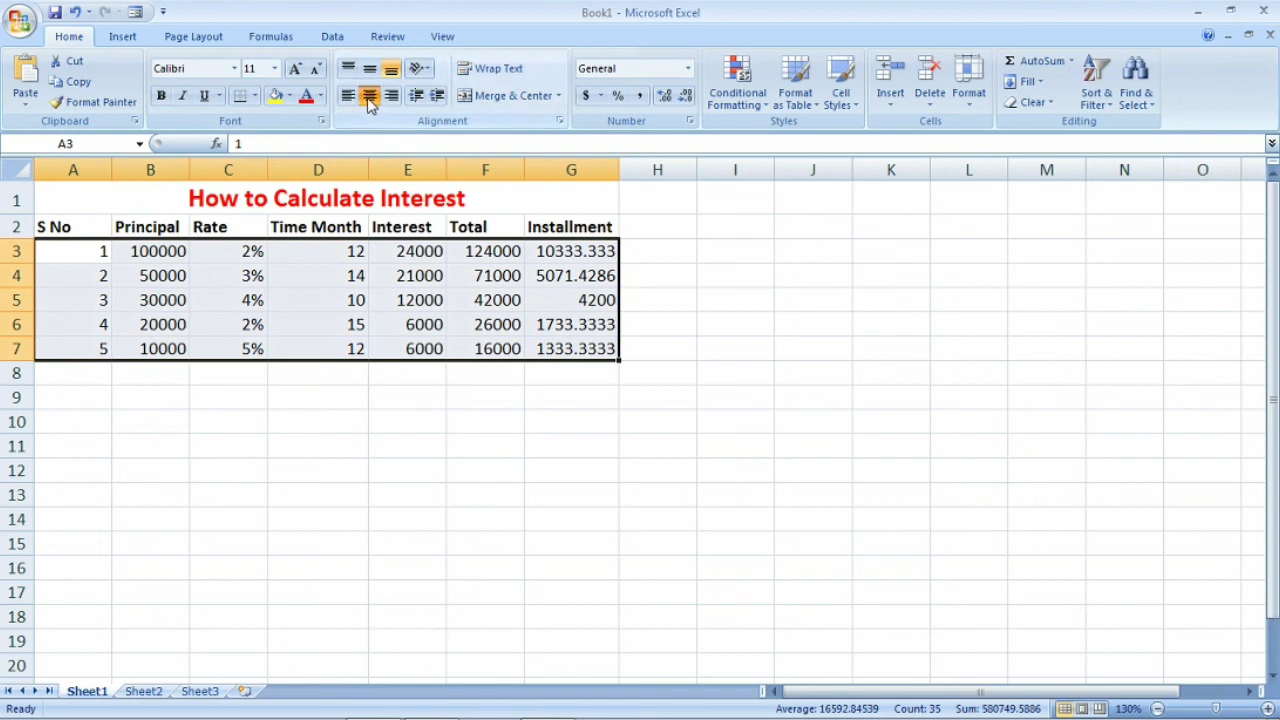 Book1 - Microsoft Excel
Home Insert Page Layout Formulas Data Review View
Paste Cut Copy Format Painter Clipboard
Calibri 11 B I U A Font
Wrap Text Merge & Center Alignment
General $ % , Number
Conditional Formatting Format as Table Cell Styles Styles
Insert Delete Format Cells
Σ AutoSum Fill Clear Sort & Filter Find & Select Editing
A3 fx 1
A B C D E F G H I J K L M N O
1 How to Calculate Interest
2 S No Principal Rate Time Month Interest Total Installment
3 1 100000 2% 12 24000 124000 10333.333
4 2 50000 3% 14 21000 71000 5071.4286
5 3 30000 4% 10 12000 42000 4200
6 4 20000 2% 15 6000 26000 1733.3333
7 5 10000 5% 12 6000 16000 1333.3333
8
9
10
11
12
13
14
15
16
17
18
19
20
Sheet1 Sheet2 Sheet3
Ready Average: 16592.84539 Count: 35 Sum: 580749.5886 130%